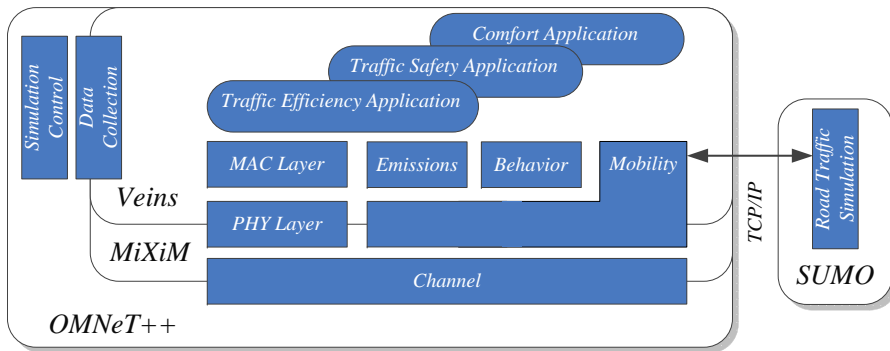 Comfort Application
Traffic Safety Application
Traffic Efficiency Application
Simulation
Control
Data
Collection
MAC Layer
Emissions
Behavior
Mobility
Veins
PHY Layer
MiXiM
Channel
OMNeT++
TCP/IP
Road Traffic
Simulation
SUMO